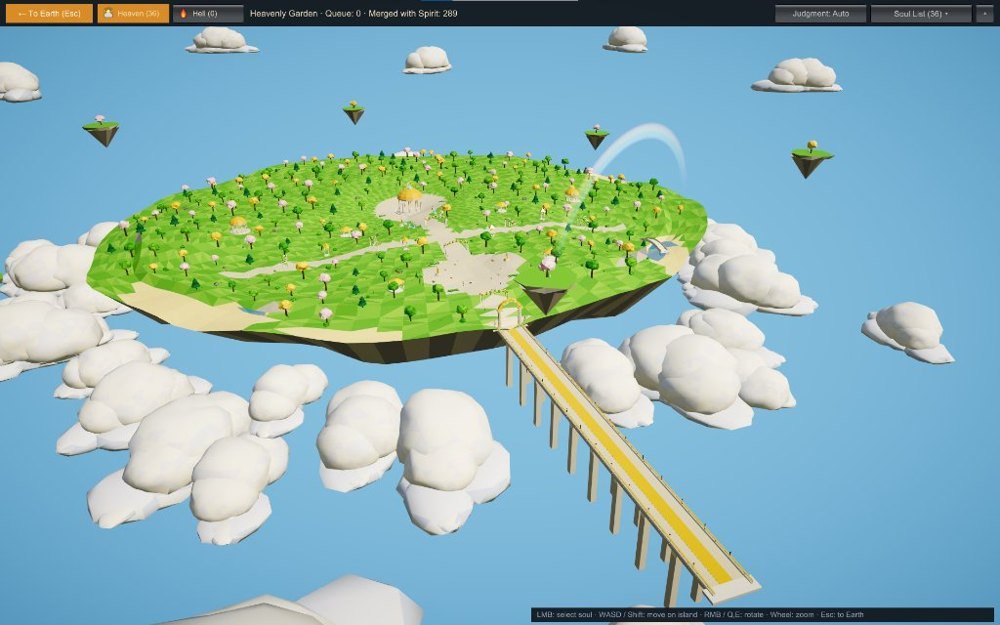 ← To Earth (Esc)
Heaven (36)
Hell (0)
Heavenly Garden · Queue: 0 · Merged with Spirit: 289
Judgment: Auto
Soul List (36)
LMB: select soul · WASD / Shift: move on island · RMB / Q,E: rotate · Wheel: zoom · Esc: to Earth